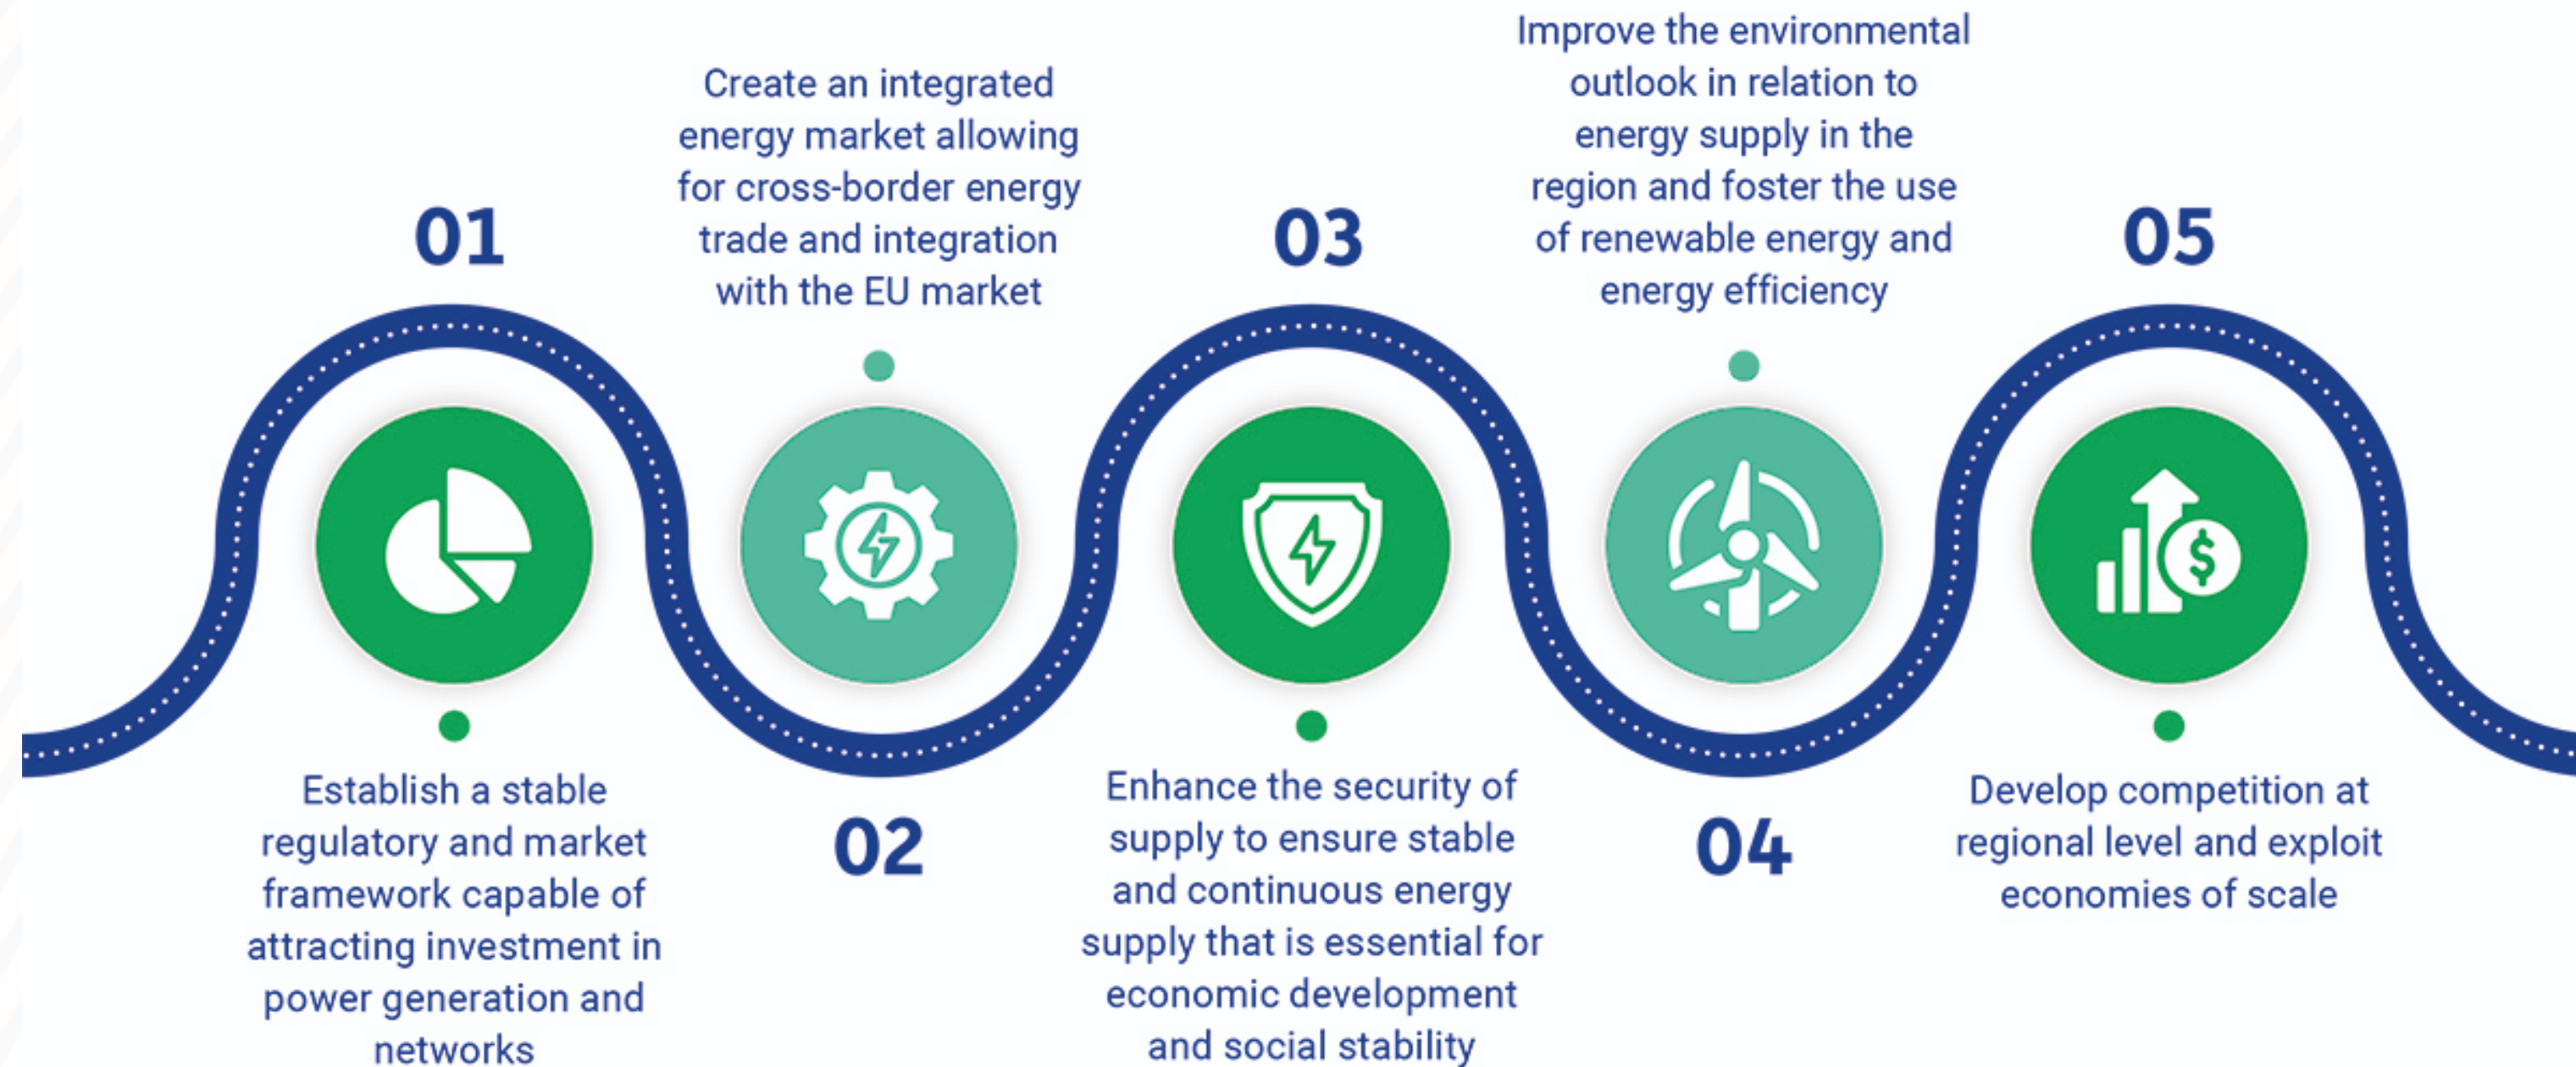 01
Establish a stable
regulatory and market
framework capable of
attracting investment in
power generation and
networks
Create an integrated
energy market allowing
for cross-border energy
trade and integration
with the EU market
02
03
Enhance the security of
supply to ensure stable
and continuous energy
supply that is essential for
economic development
and social stability
Improve the environmental
outlook in relation to
energy supply in the
region and foster the use
of renewable energy and
energy efficiency
04
05
$
Develop competition at
regional level and exploit
economies of scale